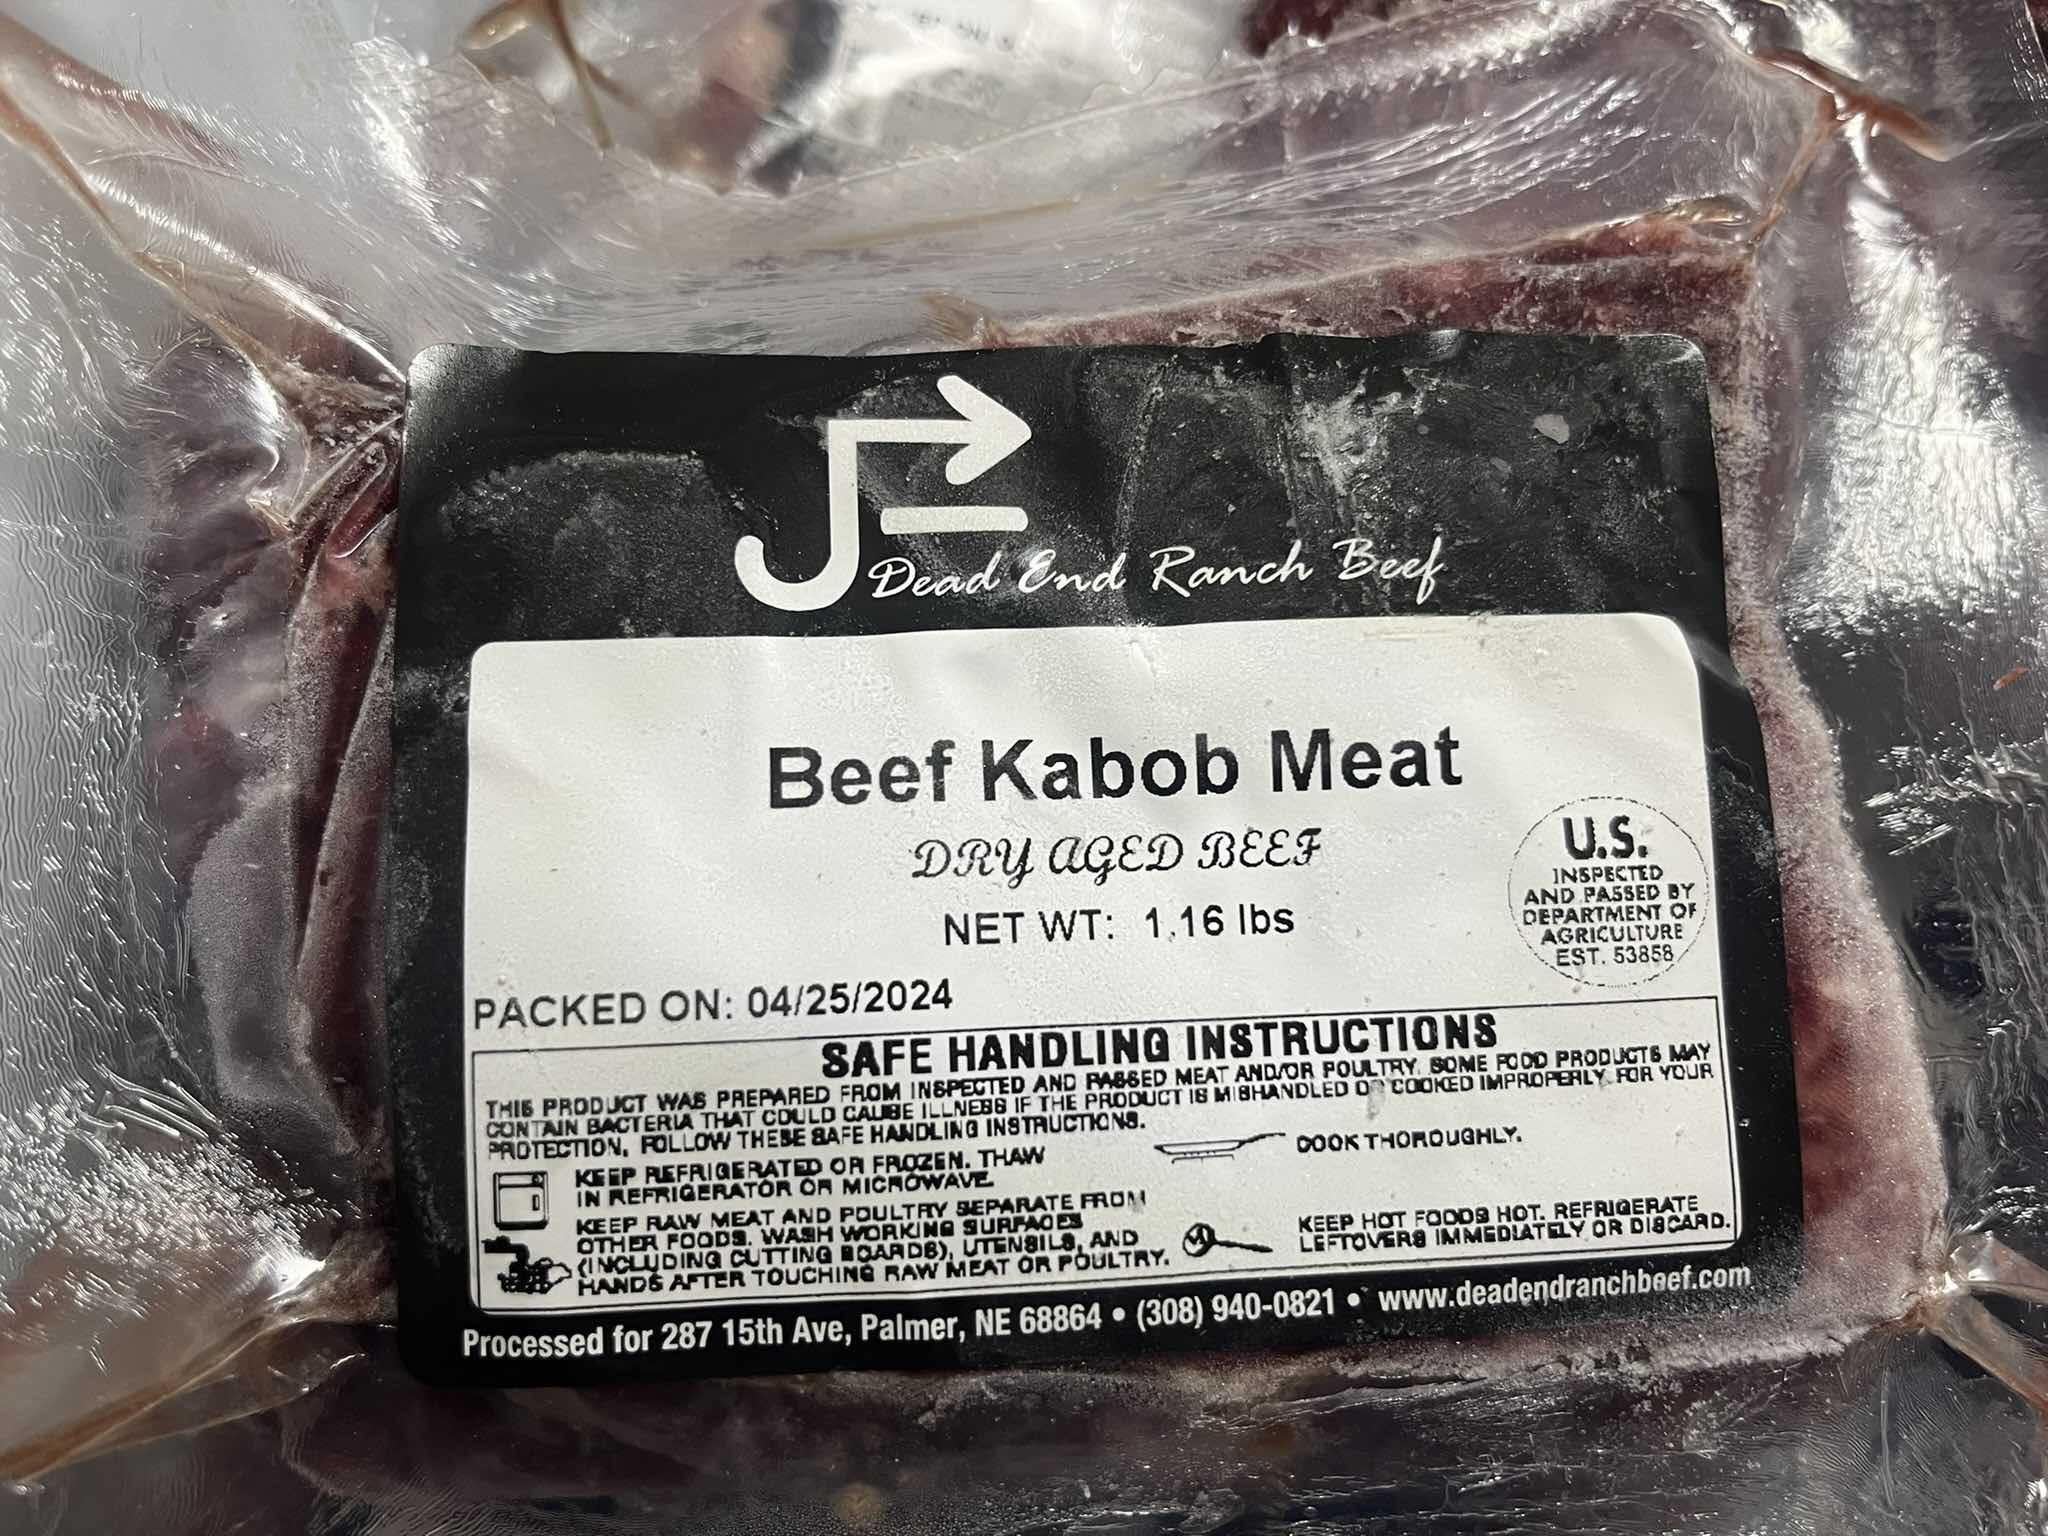 Dead End Ranch Beef
Beef Kabob Meat
DRY AGED BEEF
NET WT: 1.16 lbs
U.S.
INSPECTED
AND PASSED BY
DEPARTMENT OF
AGRICULTURE
EST. 53858
PACKED ON: 04/25/2024
SAFE HANDLING INSTRUCTIONS
THIS PRODUCT WAS PREPARED FROM INSPECTED AND PASSED MEAT AND/OR POULTRY. SOME FOOD PRODUCTS MAY
CONTAIN BACTERIA THAT COULD CAUSE ILLNESS IF THE PRODUCT IS MISHANDLED OR COOKED IMPROPERLY. FOR YOUR
PROTECTION, FOLLOW THESE SAFE HANDLING INSTRUCTIONS.
KEEP REFRIGERATED OR FROZEN. THAW
IN REFRIGERATOR OR MICROWAVE.
COOK THOROUGHLY.
KEEP RAW MEAT AND POULTRY SEPARATE FROM
OTHER FOODS. WASH WORKING SURFACES
(INCLUDING CUTTING BOARDS), UTENSILS, AND
HANDS AFTER TOUCHING RAW MEAT OR POULTRY.
KEEP HOT FOODS HOT. REFRIGERATE
LEFTOVERS IMMEDIATELY OR DISCARD.
Processed for 287 15th Ave, Palmer, NE 68864 • (308) 940-0821 • www.deadendranchbeef.com